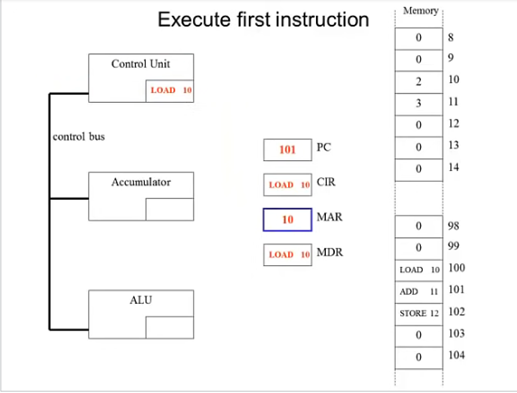 Execute first instruction
Memory
Control Unit
LOAD 10
control bus
Accumulator
ALU
101 PC
LOAD 10 CIR
10 MAR
LOAD 10 MDR
0 8
0 9
2 10
3 11
0 12
0 13
0 14
0 98
0 99
LOAD 10 100
ADD 11 101
STORE 12 102
0 103
0 104